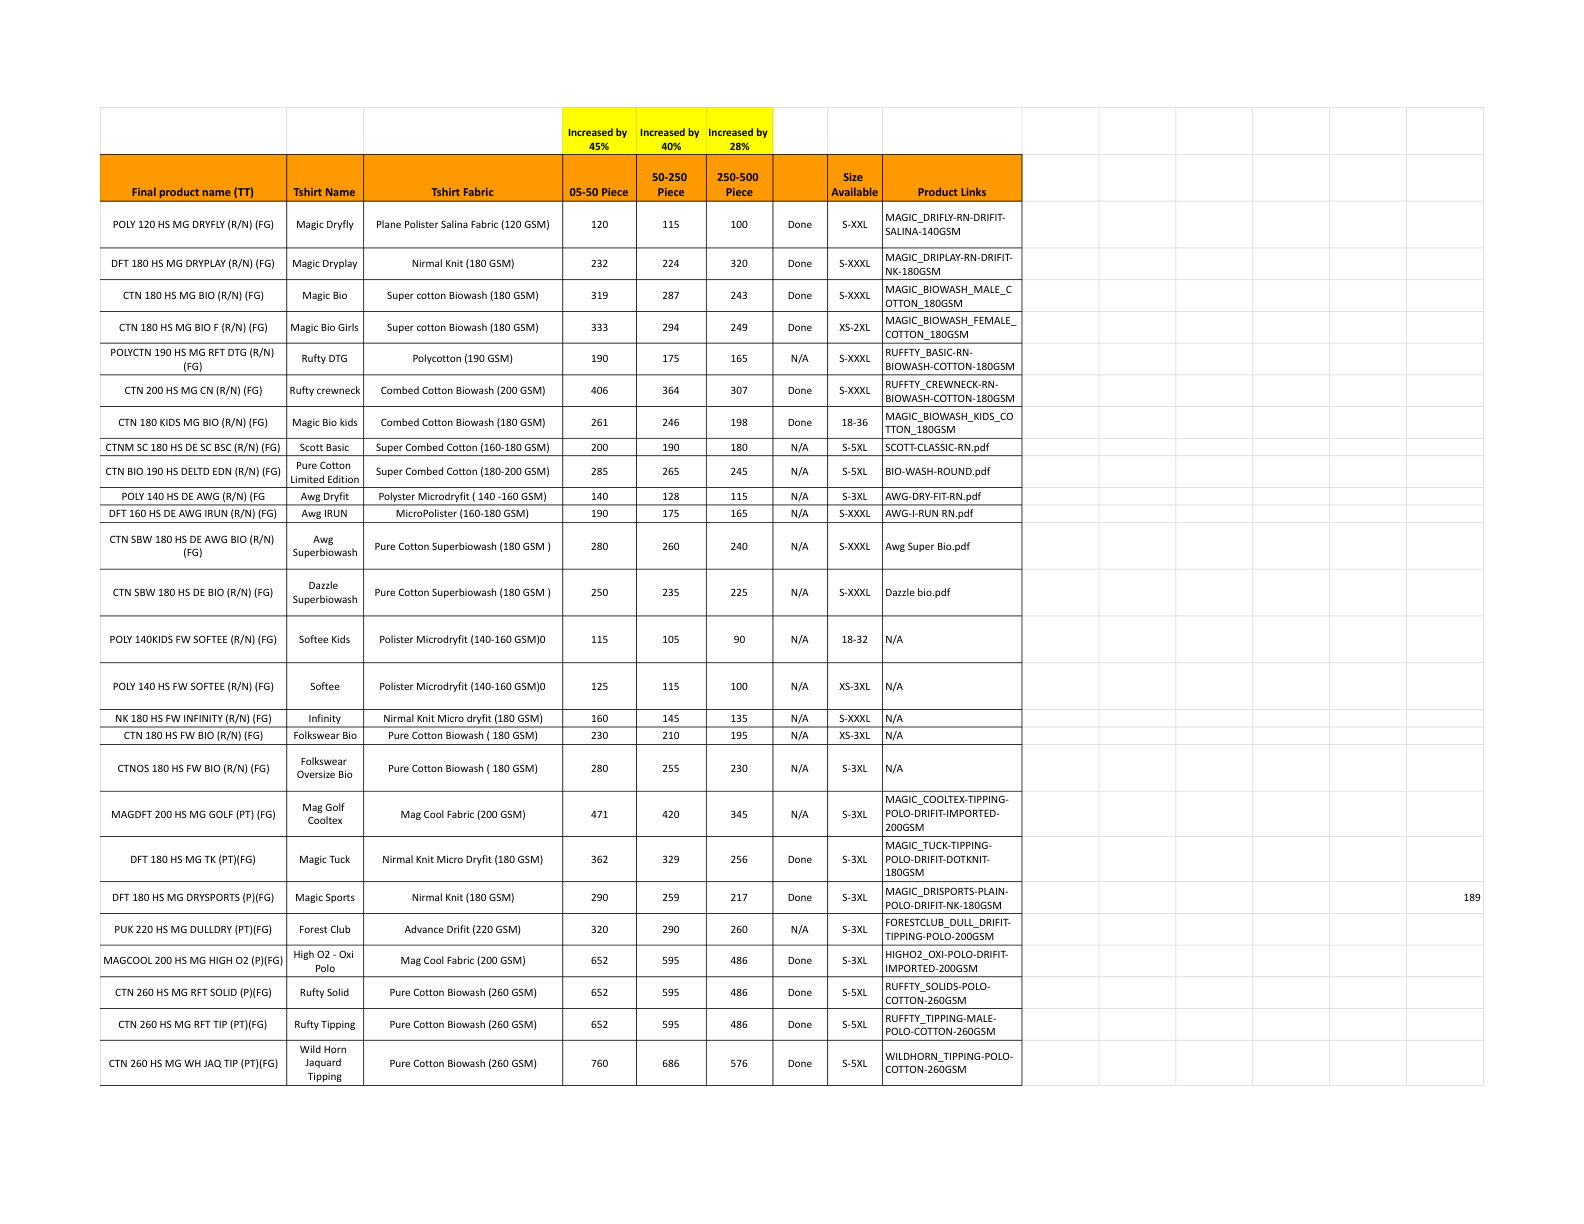 Increased by 45% Increased by 40% Increased by 28%
Final product name (TT) Tshirt Name Tshirt Fabric 05-50 Piece 50-250 Piece 250-500 Piece Size Available Product Links
POLY 120 HS MG DRYFLY (R/N) (FG) Magic Dryfly Plane Polister Salina Fabric (120 GSM) 120 115 100 Done S-XXL MAGIC_DRIFLY-RN-DRIFIT-SALINA-140GSM
DFT 180 HS MG DRYPLAY (R/N) (FG) Magic Dryplay Nirmal Knit (180 GSM) 232 224 320 Done S-XXXL MAGIC_DRIPLAY-RN-DRIFIT-NK-180GSM
CTN 180 HS MG BIO (R/N) (FG) Magic Bio Super cotton Biowash (180 GSM) 319 287 243 Done S-XXXL MAGIC_BIOWASH_MALE_COTTON_180GSM
CTN 180 HS MG BIO F (R/N) (FG) Magic Bio Girls Super cotton Biowash (180 GSM) 333 294 249 Done XS-2XL MAGIC_BIOWASH_FEMALE_COTTON_180GSM
POLYCTN 190 HS MG RFT DTG (R/N) (FG) Rufty DTG Polycotton (190 GSM) 190 175 165 N/A S-XXXL RUFFTY_BASIC-RN-BIOWASH-COTTON-180GSM
CTN 200 HS MG CN (R/N) (FG) Rufty crewneck Combed Cotton Biowash (200 GSM) 406 364 307 Done S-XXXL RUFFTY_CREWNECK-RN-BIOWASH-COTTON-180GSM
CTN 180 KIDS MG BIO (R/N) (FG) Magic Bio kids Combed Cotton Biowash (180 GSM) 261 246 198 Done 18-36 MAGIC_BIOWASH_KIDS_COTTON_180GSM
CTNM SC 180 HS DE SC BSC (R/N) (FG) Scott Basic Super Combed Cotton (160-180 GSM) 200 190 180 N/A S-5XL SCOTT-CLASSIC-RN.pdf
CTN BIO 190 HS DELTD EDN (R/N) (FG) Pure Cotton Limited Edition Super Combed Cotton (180-200 GSM) 285 265 245 N/A S-5XL BIO-WASH-ROUND.pdf
POLY 140 HS DE AWG (R/N) (FG Awg Dryfit Polyster Microdryfit ( 140 -160 GSM) 140 128 115 N/A S-3XL AWG-DRY-FIT-RN.pdf
DFT 160 HS DE AWG IRUN (R/N) (FG) Awg IRUN MicroPolister (160-180 GSM) 190 175 165 N/A S-XXXL AWG-I-RUN RN.pdf
CTN SBW 180 HS DE AWG BIO (R/N) (FG) Awg Superbiowash Pure Cotton Superbiowash (180 GSM ) 280 260 240 N/A S-XXXL Awg Super Bio.pdf
CTN SBW 180 HS DE BIO (R/N) (FG) Dazzle Superbiowash Pure Cotton Superbiowash (180 GSM ) 250 235 225 N/A S-XXXL Dazzle bio.pdf
POLY 140KIDS FW SOFTEE (R/N) (FG) Softee Kids Polister Microdryfit (140-160 GSM)0 115 105 90 N/A 18-32 N/A
POLY 140 HS FW SOFTEE (R/N) (FG) Softee Polister Microdryfit (140-160 GSM)0 125 115 100 N/A XS-3XL N/A
NK 180 HS FW INFINITY (R/N) (FG) Infinity Nirmal Knit Micro dryfit (180 GSM) 160 145 135 N/A S-XXXL N/A
CTN 180 HS FW BIO (R/N) (FG) Folkswear Bio Pure Cotton Biowash ( 180 GSM) 230 210 195 N/A XS-3XL N/A
CTNOS 180 HS FW BIO (R/N) (FG) Folkswear Oversize Bio Pure Cotton Biowash ( 180 GSM) 280 255 230 N/A S-3XL N/A
MAGDFT 200 HS MG GOLF (PT) (FG) Mag Golf Cooltex Mag Cool Fabric (200 GSM) 471 420 345 N/A S-3XL MAGIC_COOLTEX-TIPPING-POLO-DRIFIT-IMPORTED-200GSM
DFT 180 HS MG TK (PT)(FG) Magic Tuck Nirmal Knit Micro Dryfit (180 GSM) 362 329 256 Done S-3XL MAGIC_TUCK-TIPPING-POLO-DRIFIT-DOTKNIT-180GSM
DFT 180 HS MG DRYSPORTS (P)(FG) Magic Sports Nirmal Knit (180 GSM) 290 259 217 Done S-3XL MAGIC_DRISPORTS-PLAIN-POLO-DRIFIT-NK-180GSM 189
PUK 220 HS MG DULLDRY (PT)(FG) Forest Club Advance Drifit (220 GSM) 320 290 260 N/A S-3XL FORESTCLUB_DULL_DRIFIT-TIPPING-POLO-200GSM
MAGCOOL 200 HS MG HIGH O2 (P)(FG) High O2 - Oxi Polo Mag Cool Fabric (200 GSM) 652 595 486 Done S-3XL HIGHO2_OXI-POLO-DRIFIT-IMPORTED-200GSM
CTN 260 HS MG RFT SOLID (P)(FG) Rufty Solid Pure Cotton Biowash (260 GSM) 652 595 486 Done S-5XL RUFFTY_SOLIDS-POLO-COTTON-260GSM
CTN 260 HS MG RFT TIP (PT)(FG) Rufty Tipping Pure Cotton Biowash (260 GSM) 652 595 486 Done S-5XL RUFFTY_TIPPING-MALE-POLO-COTTON-260GSM
CTN 260 HS MG WH JAQ TIP (PT)(FG) Wild Horn Jaquard Tipping Pure Cotton Biowash (260 GSM) 760 686 576 Done S-5XL WILDHORN_TIPPING-POLO-COTTON-260GSM